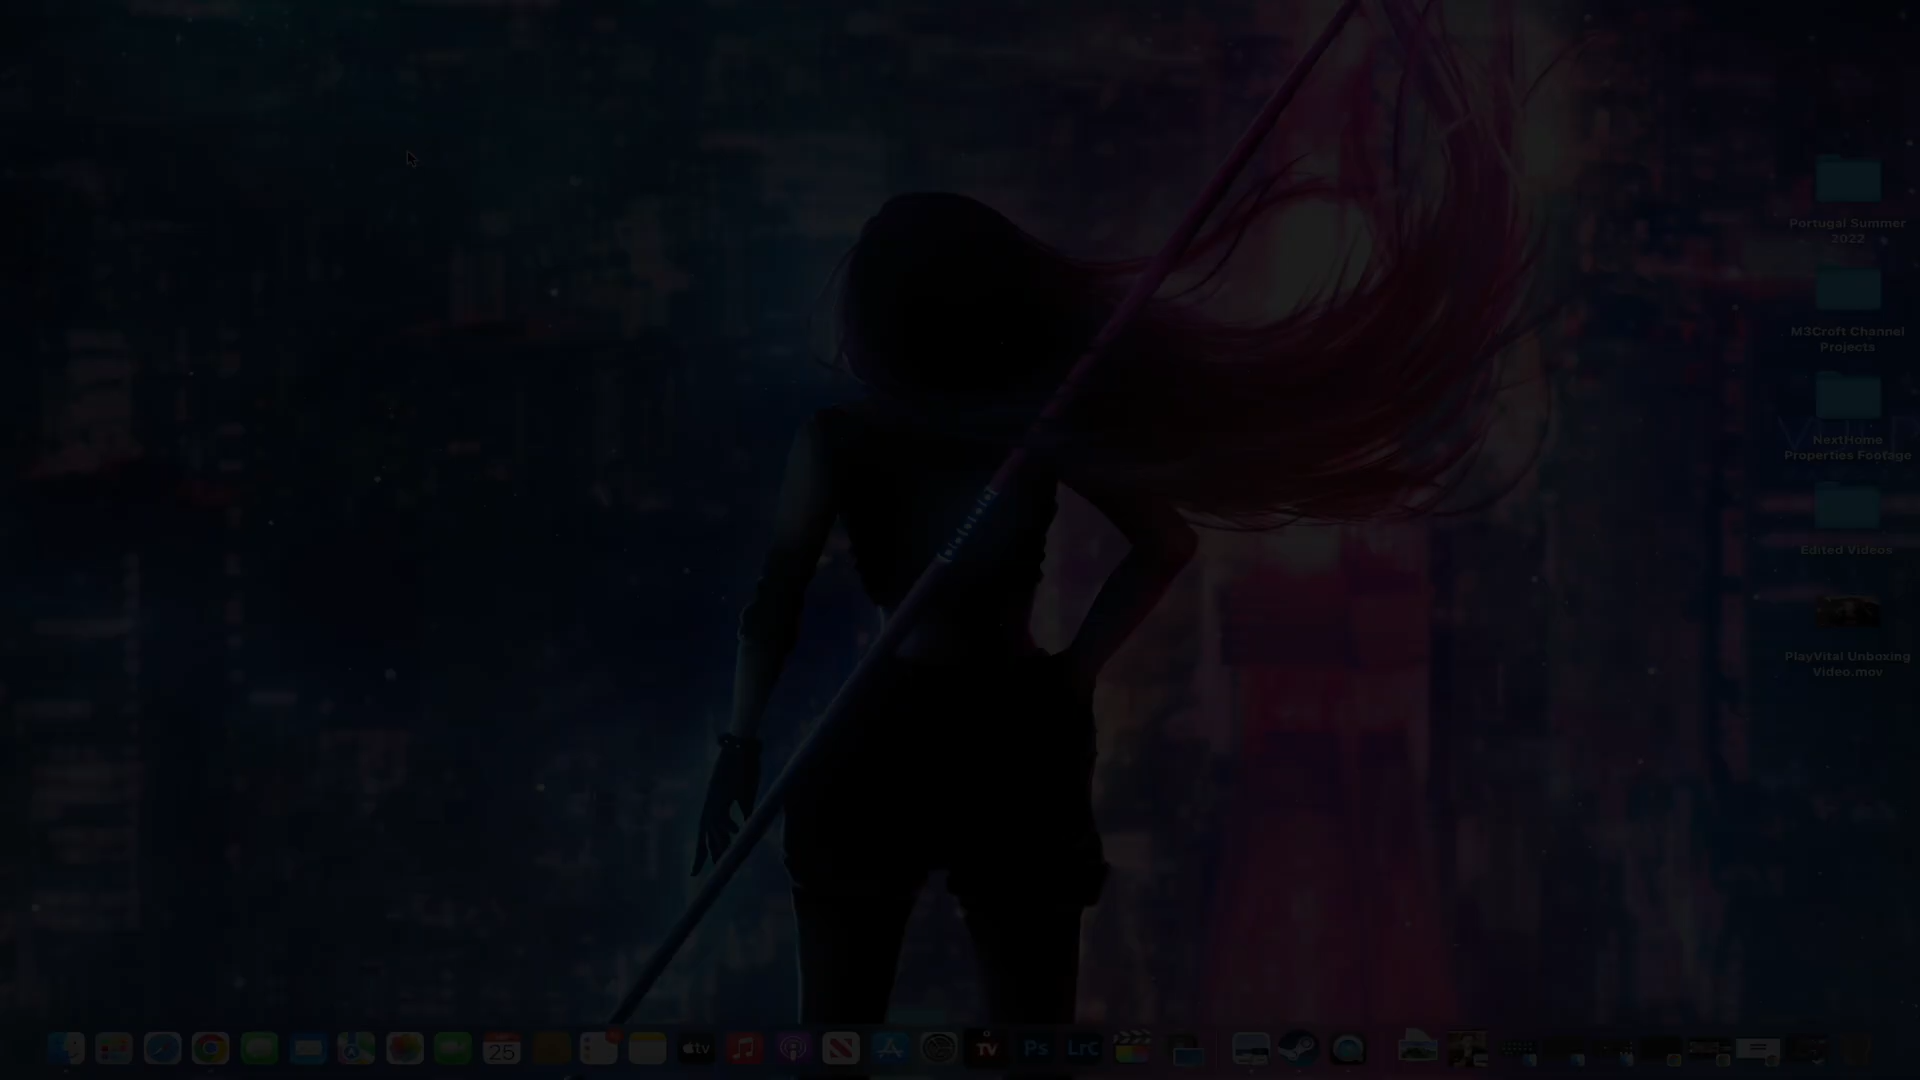 Portugal Summer
2022
M3Croft Channel
Projects
NextHome
Properties Footage
Edited Videos
PlayVital Unboxing
Video.mov
25
tv
TV
Ps
LrC